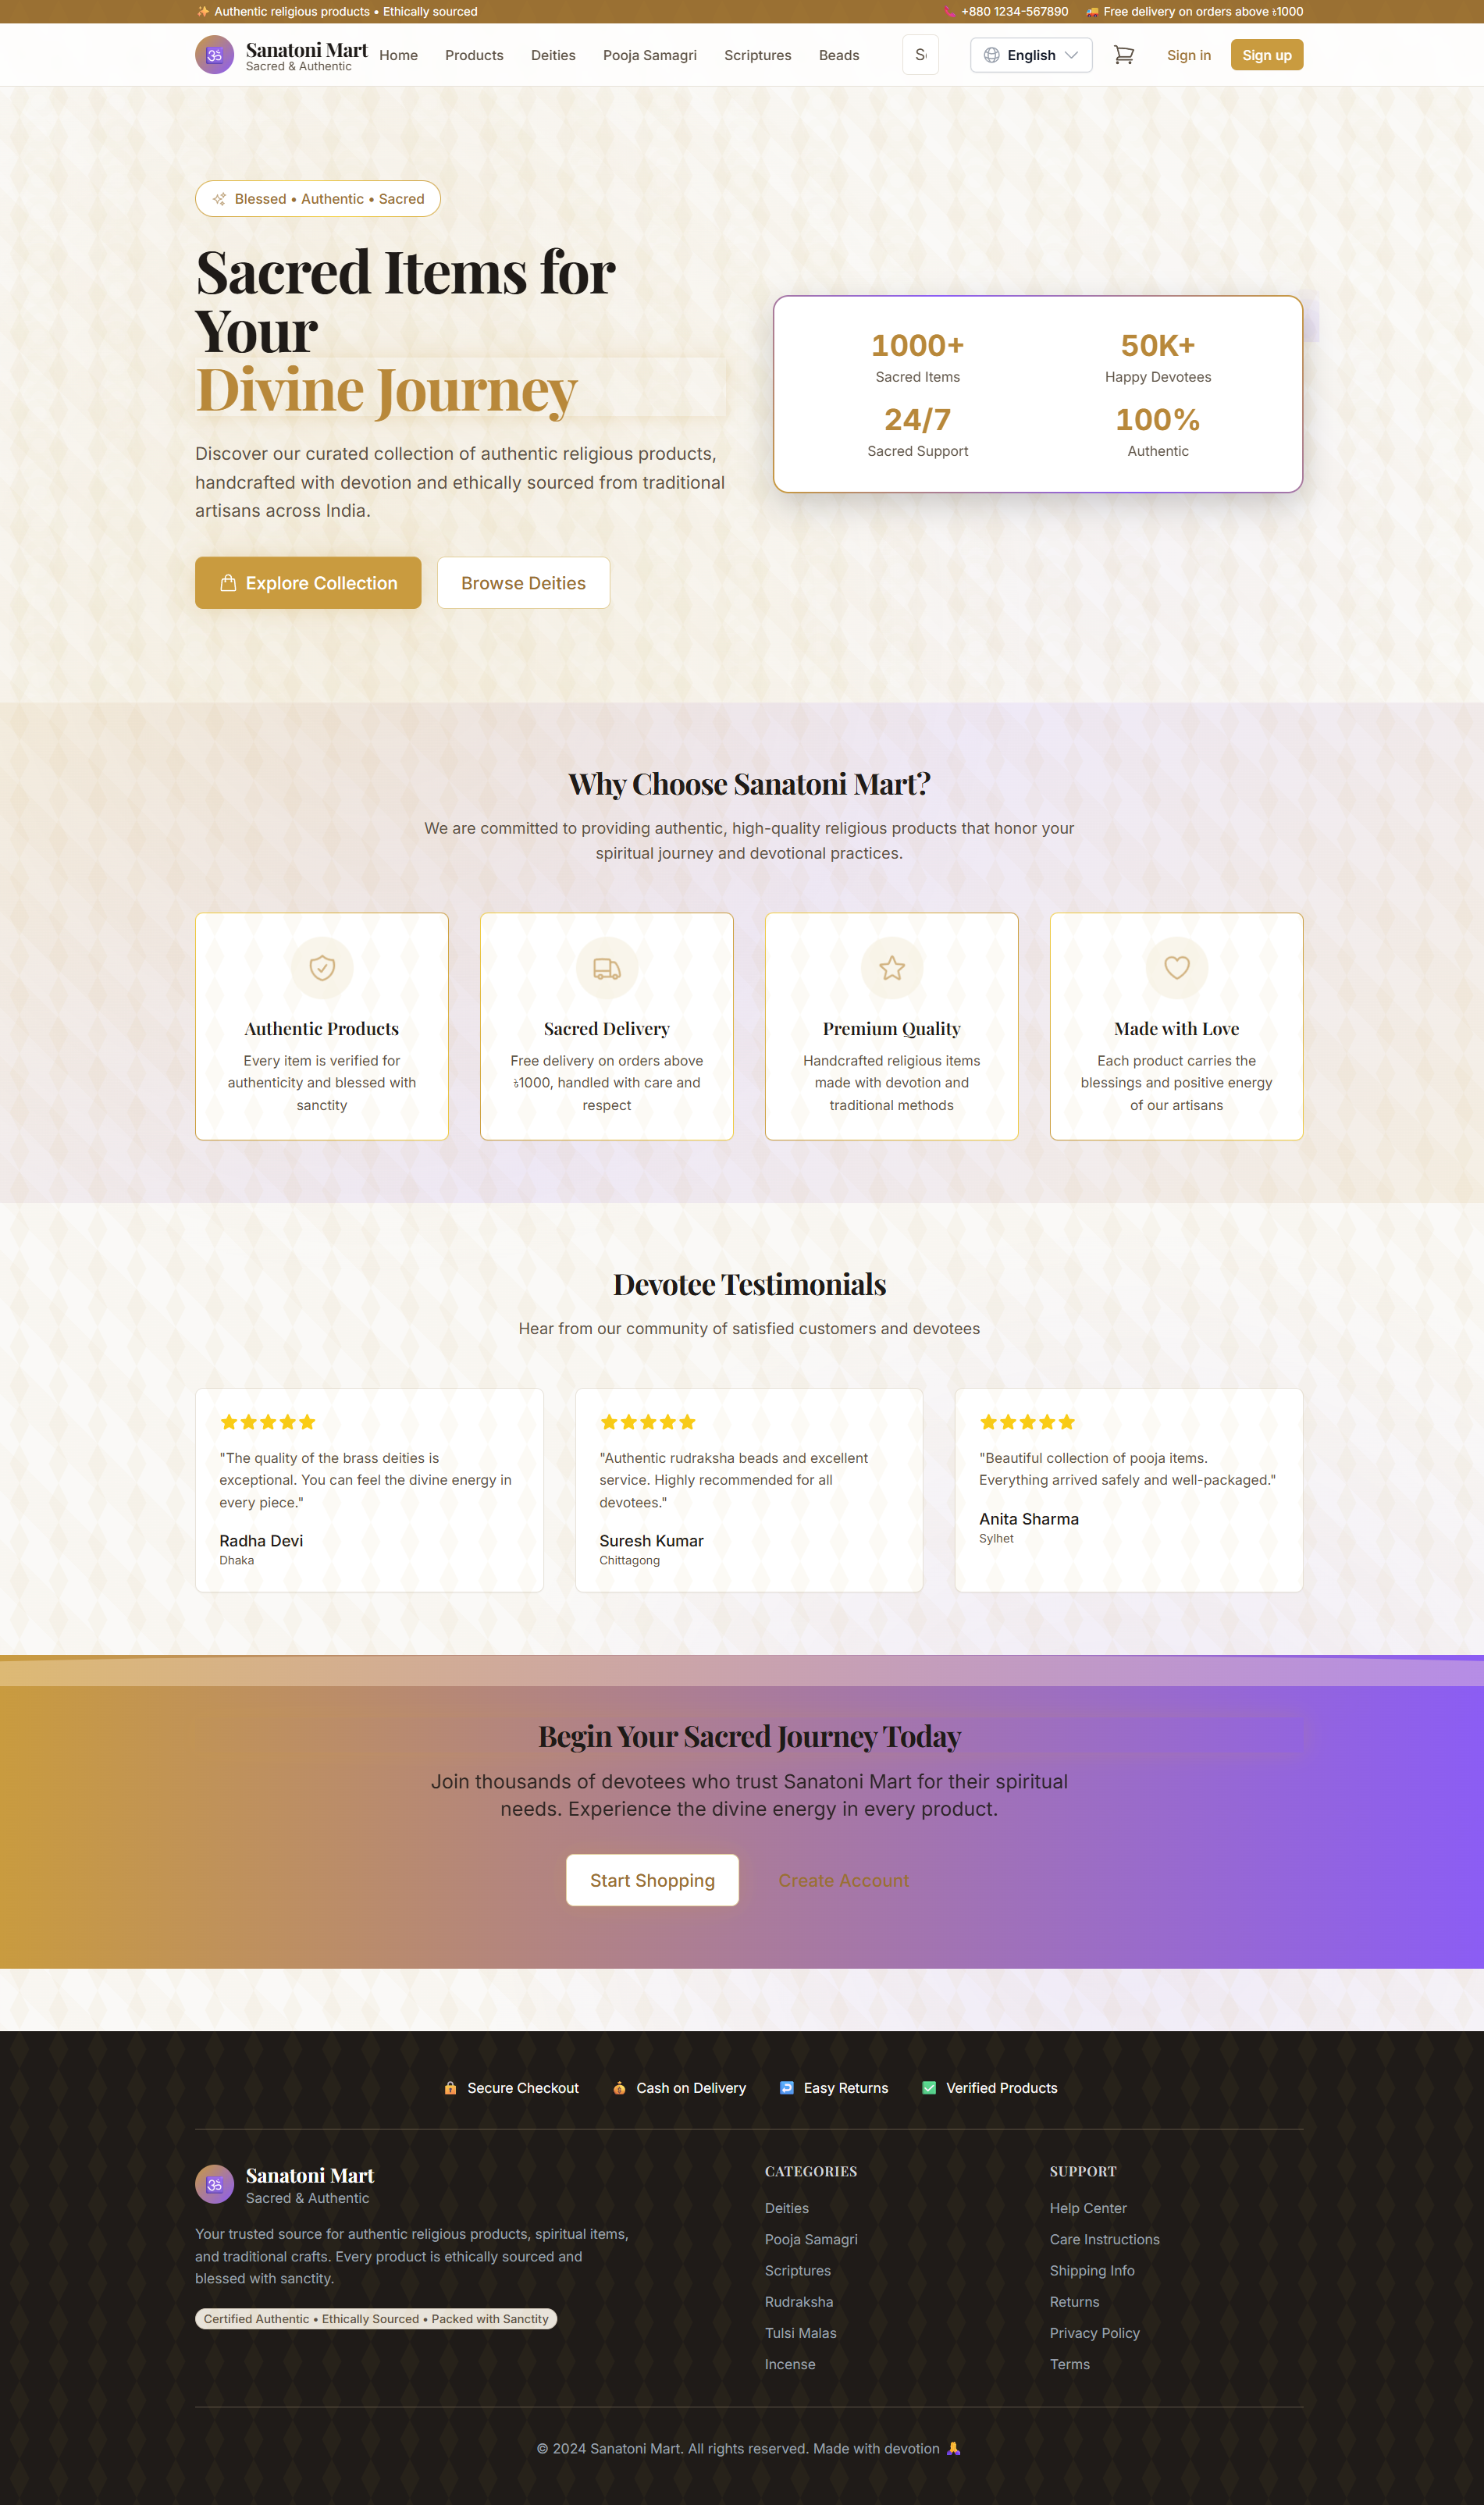 ✨ Authentic religious products • Ethically sourced
📞 +880 1234-567890
🚚 Free delivery on orders above ৳1000
🕉 Sanatoni Mart
Sacred & Authentic
Home
Products
Deities
Pooja Samagri
Scriptures
Beads
English
Sign in
Sign up
Blessed • Authentic • Sacred
Sacred Items for
Your
Divine Journey
Discover our curated collection of authentic religious products,
handcrafted with devotion and ethically sourced from traditional
artisans across India.
Explore Collection
Browse Deities
1000+
Sacred Items
50K+
Happy Devotees
24/7
Sacred Support
100%
Authentic
Why Choose Sanatoni Mart?
We are committed to providing authentic, high-quality religious products that honor your
spiritual journey and devotional practices.
Authentic Products
Every item is verified for
authenticity and blessed with
sanctity
Sacred Delivery
Free delivery on orders above
৳1000, handled with care and
respect
Premium Quality
Handcrafted religious items
made with devotion and
traditional methods
Made with Love
Each product carries the
blessings and positive energy
of our artisans
Devotee Testimonials
Hear from our community of satisfied customers and devotees
"The quality of the brass deities is
exceptional. You can feel the divine energy in
every piece."
Radha Devi
Dhaka
"Authentic rudraksha beads and excellent
service. Highly recommended for all
devotees."
Suresh Kumar
Chittagong
"Beautiful collection of pooja items.
Everything arrived safely and well-packaged."
Anita Sharma
Sylhet
Begin Your Sacred Journey Today
Join thousands of devotees who trust Sanatoni Mart for their spiritual
needs. Experience the divine energy in every product.
Start Shopping
Create Account
🔒 Secure Checkout
💰 Cash on Delivery
↩️ Easy Returns
✅ Verified Products
🕉 Sanatoni Mart
Sacred & Authentic
Your trusted source for authentic religious products, spiritual items,
and traditional crafts. Every product is ethically sourced and
blessed with sanctity.
Certified Authentic • Ethically Sourced • Packed with Sanctity
CATEGORIES
Deities
Pooja Samagri
Scriptures
Rudraksha
Tulsi Malas
Incense
SUPPORT
Help Center
Care Instructions
Shipping Info
Returns
Privacy Policy
Terms
© 2024 Sanatoni Mart. All rights reserved. Made with devotion 🙏